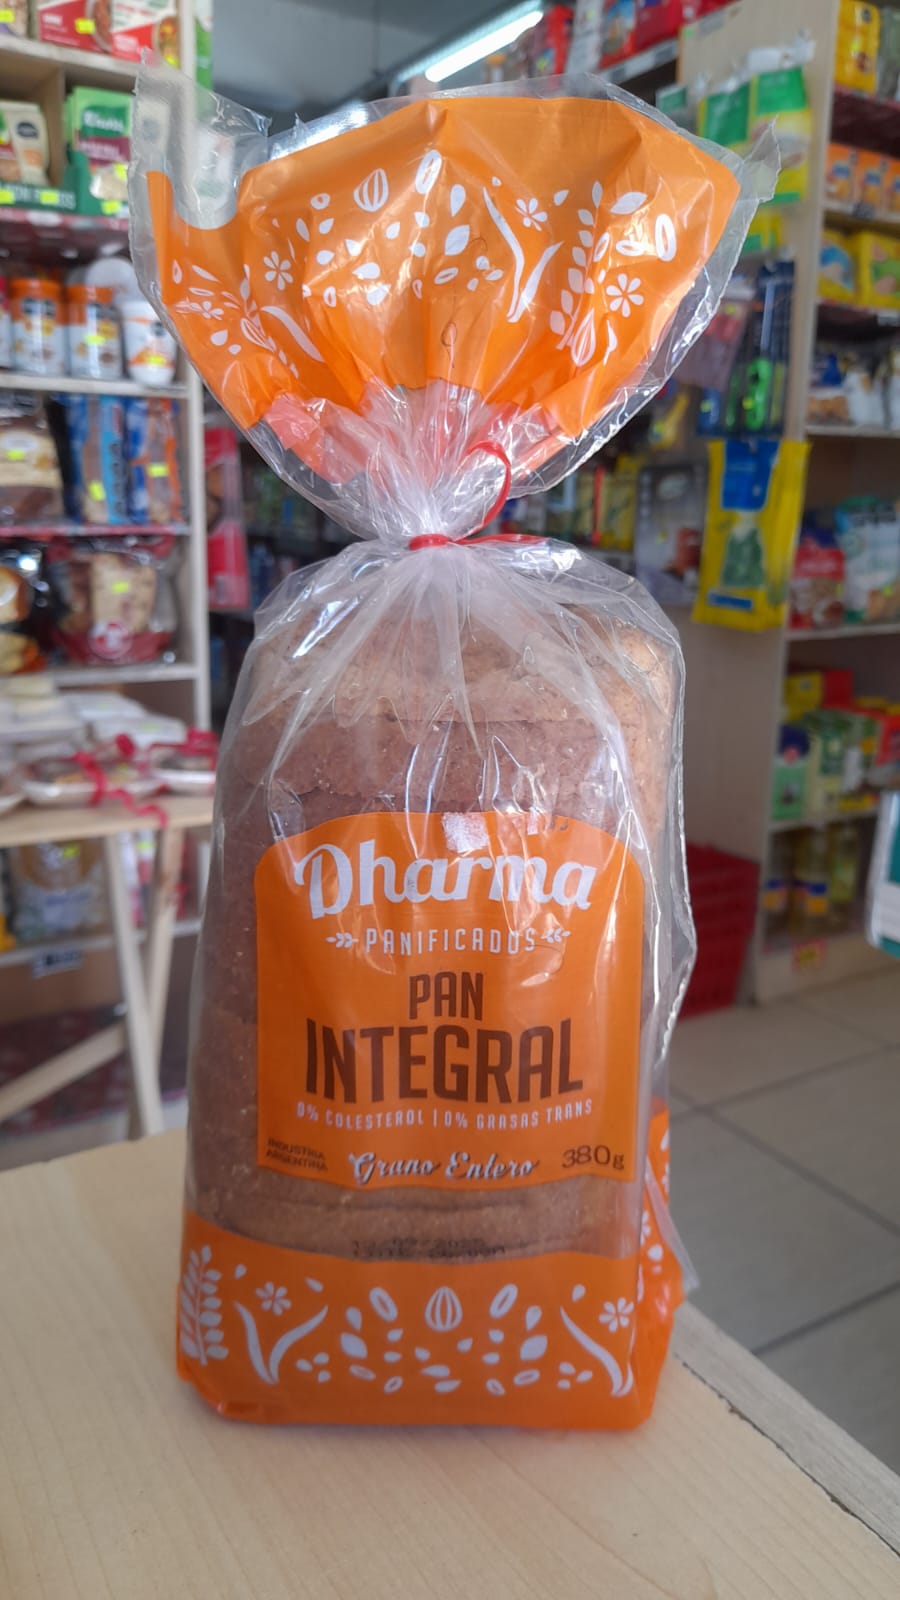 Dharma
PANIFICADOS
PAN
INTEGRAL
0% COLESTEROL | 0% GRASAS TRANS
INDUSTRIA
ARGENTINA
Grano Entero
380g